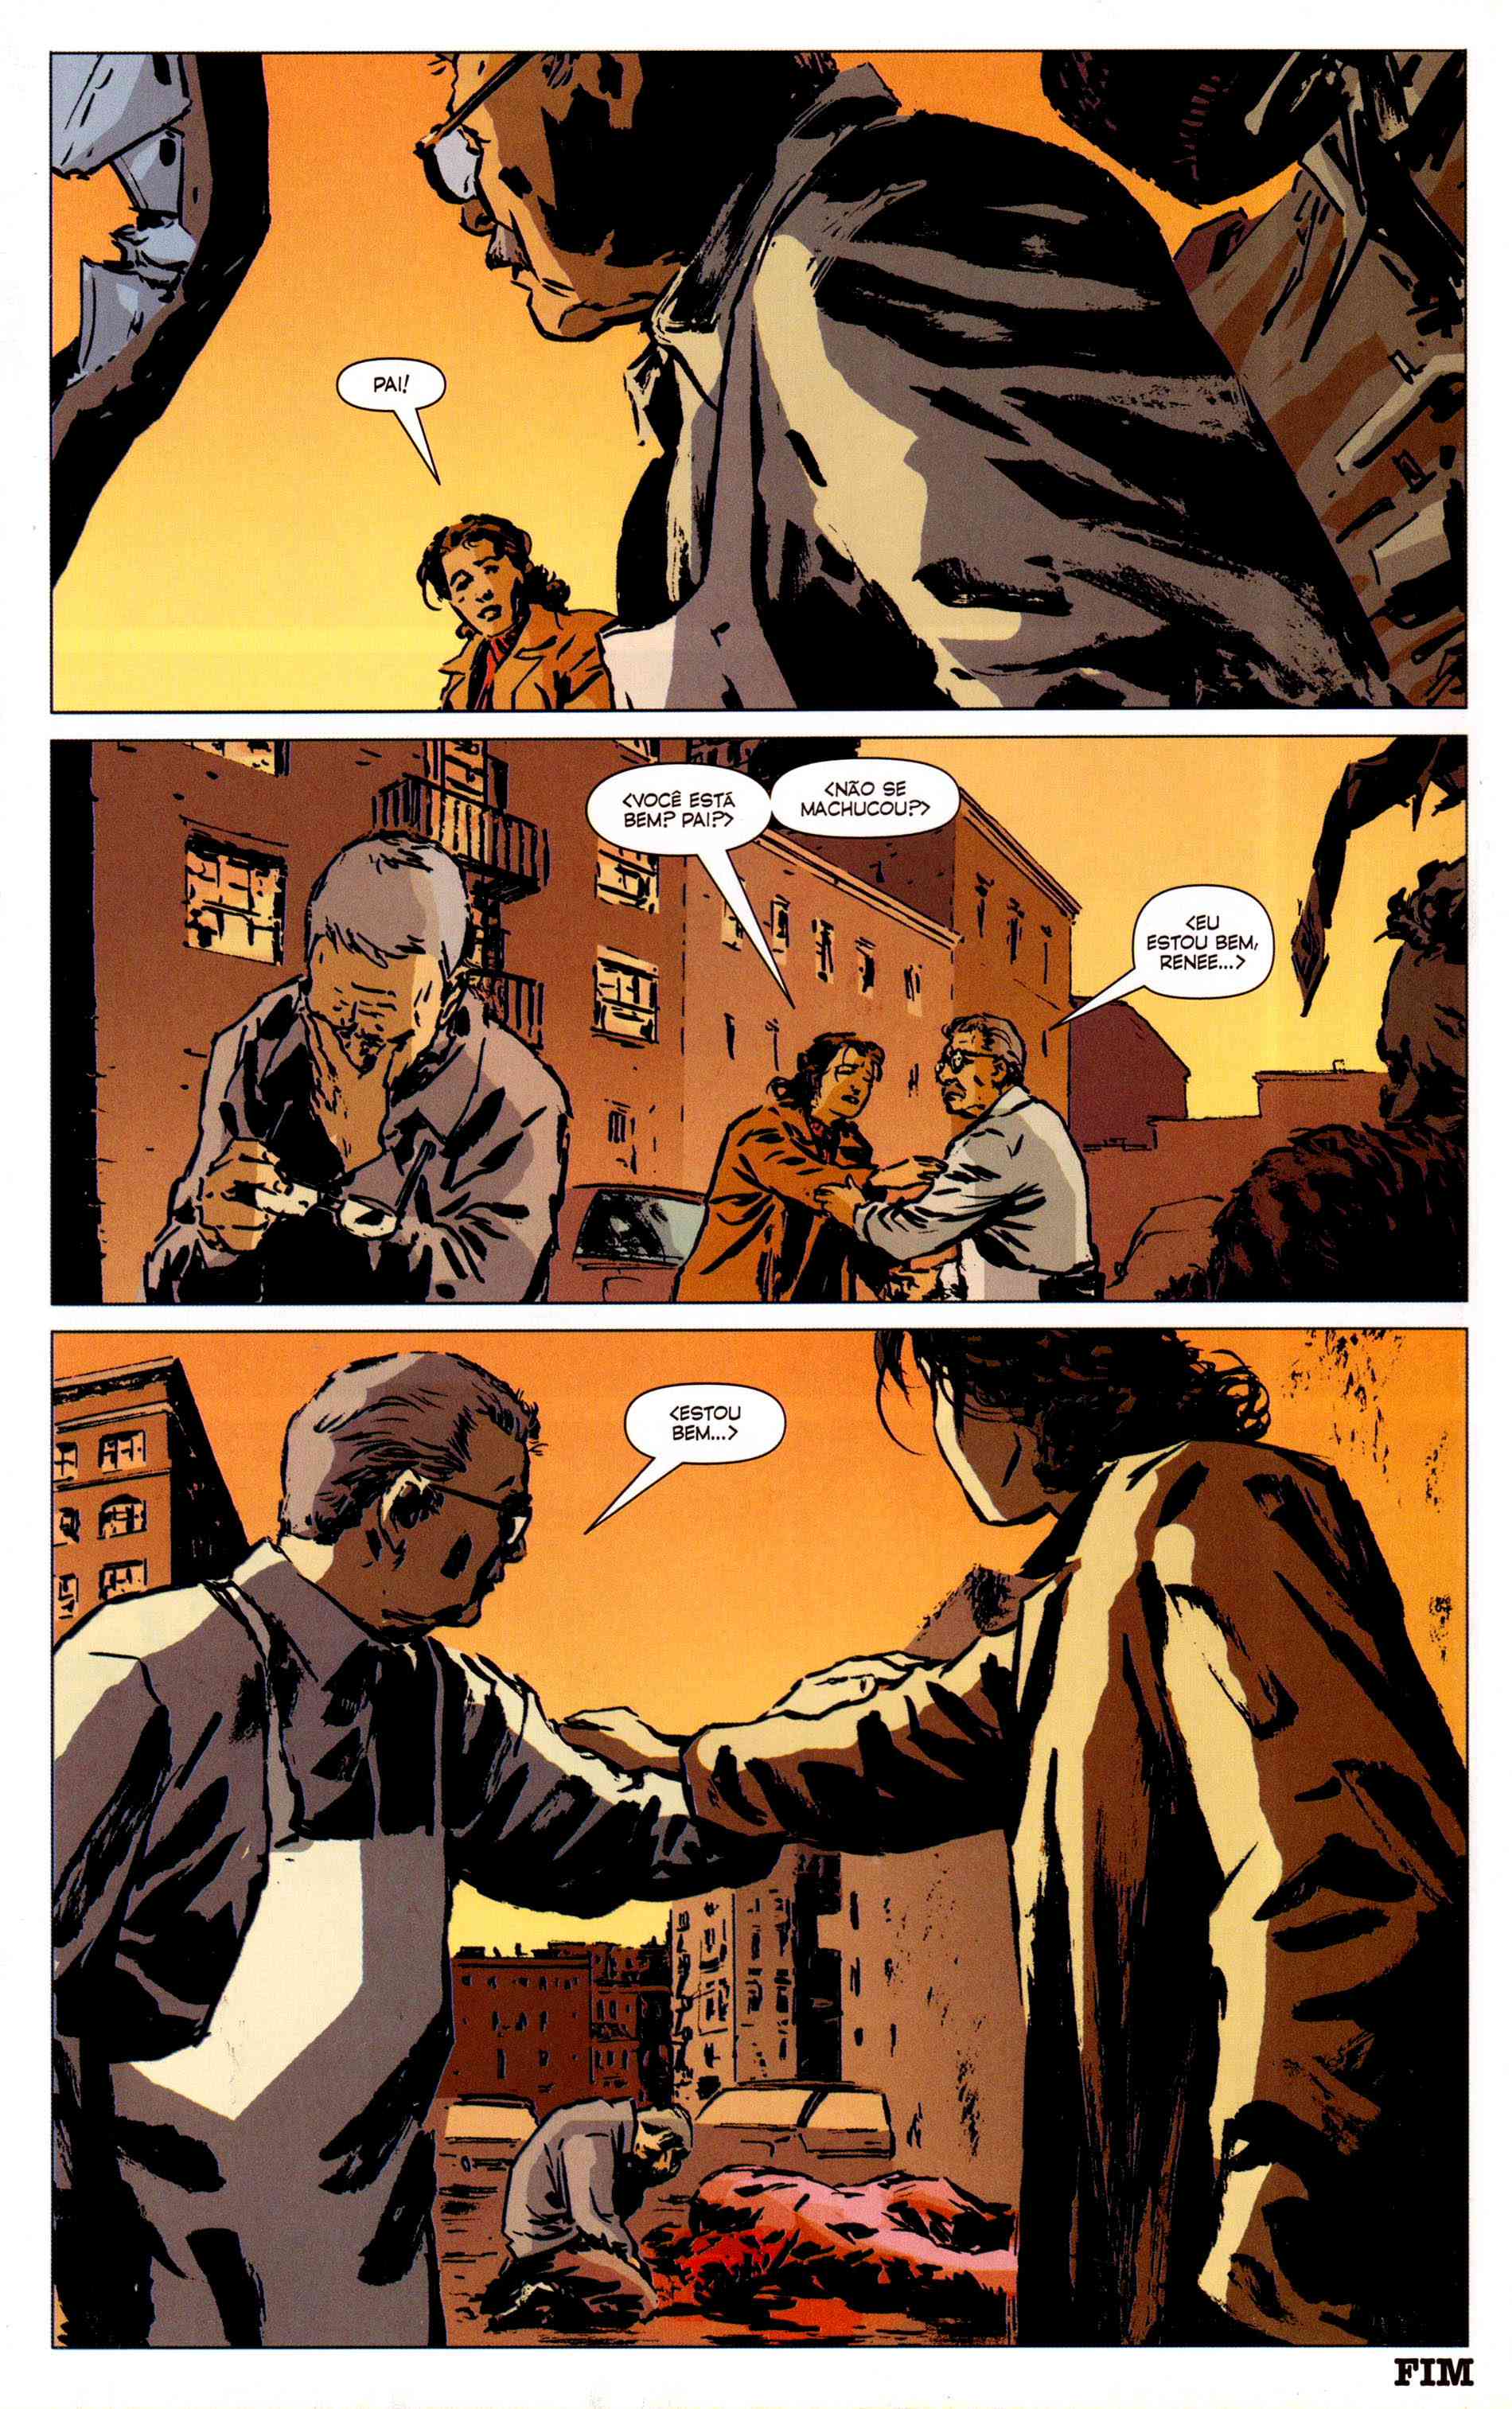 PAI!
<VOCÊ ESTÁ
BEM? PAI?>
<NÃO SE
MACHUCOU?>
<EU
ESTOU BEM,
RENEE...>
<ESTOU
BEM...>
FIM